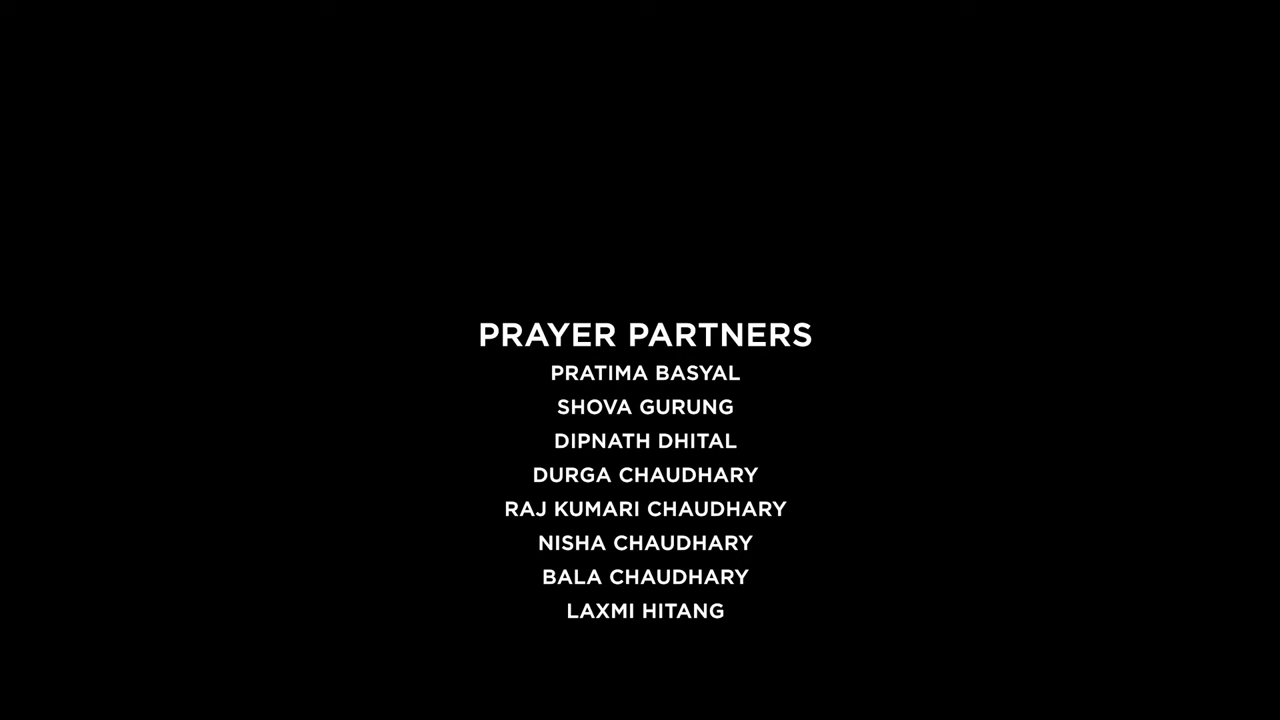 PRAYER PARTNERS
PRATIMA BASYAL
SHOVA GURUNG
DIPNATH DHITAL
DURGA CHAUDHARY
RAJ KUMARI CHAUDHARY
NISHA CHAUDHARY
BALA CHAUDHARY
LAXMI HITANG